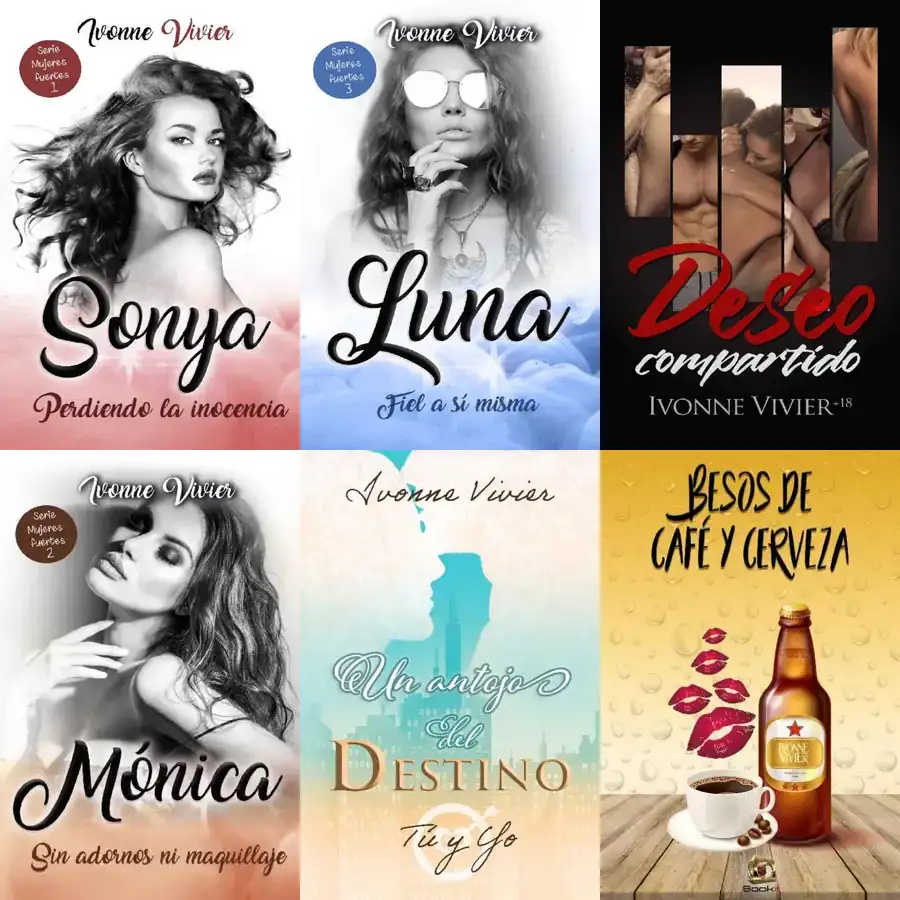 Ivonne Vivier
Serie
Mujeres
fuertes
1
Sonya
Perdiendo la inocencia
Ivonne Vivier
Serie
Mujeres
fuertes
3
Luna
Fiel a sí misma
Deseo
compartido
IVONNE VIVIER+18
Ivonne Vivier
Serie
Mujeres
fuertes
2
Mónica
Sin adornos ni maquillaje
Ivonne Vivier
Un antojo
del
DESTINO
Tú y Yo
BESOS DE
CAFÉ Y CERVEZA
IVONNE
VIVIER